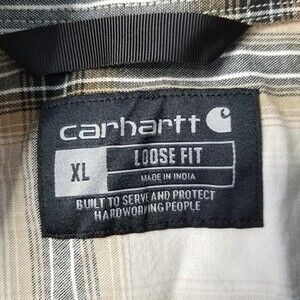 carhartt
XL
LOOSE FIT
MADE IN INDIA
BUILT TO SERVE AND PROTECT
HARDWORKING PEOPLE